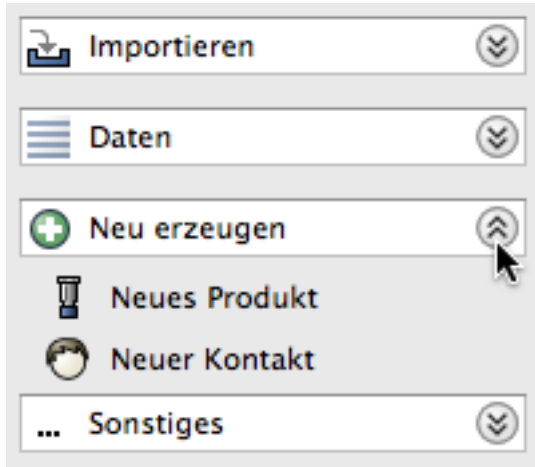 Importieren
Daten
Neu erzeugen
Neues Produkt
Neuer Kontakt
... Sonstiges